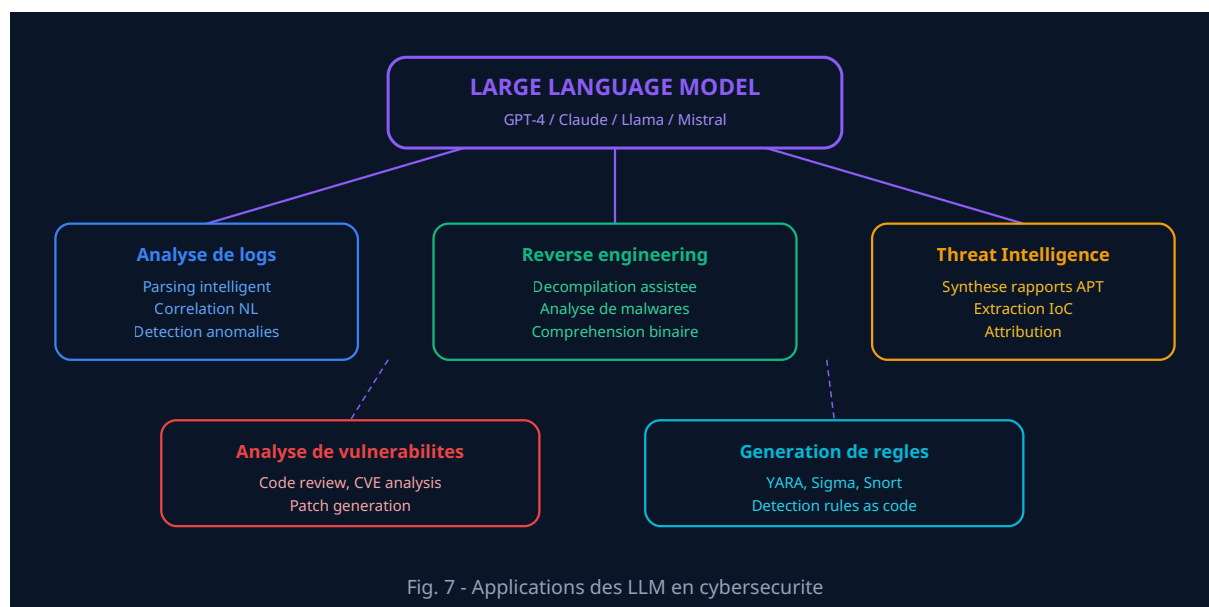 LARGE LANGUAGE MODEL
GPT-4 / Claude / Llama / Mistral
Analyse de logs
Parsing intelligent
Correlation NL
Detection anomalies
Reverse engineering
Decompilation assistee
Analyse de malwares
Comprehension binaire
Threat Intelligence
Synthese rapports APT
Extraction IoC
Attribution
Analyse de vulnerabilites
Code review, CVE analysis
Patch generation
Generation de regles
YARA, Sigma, Snort
Detection rules as code
Fig. 7 - Applications des LLM en cybersecurite